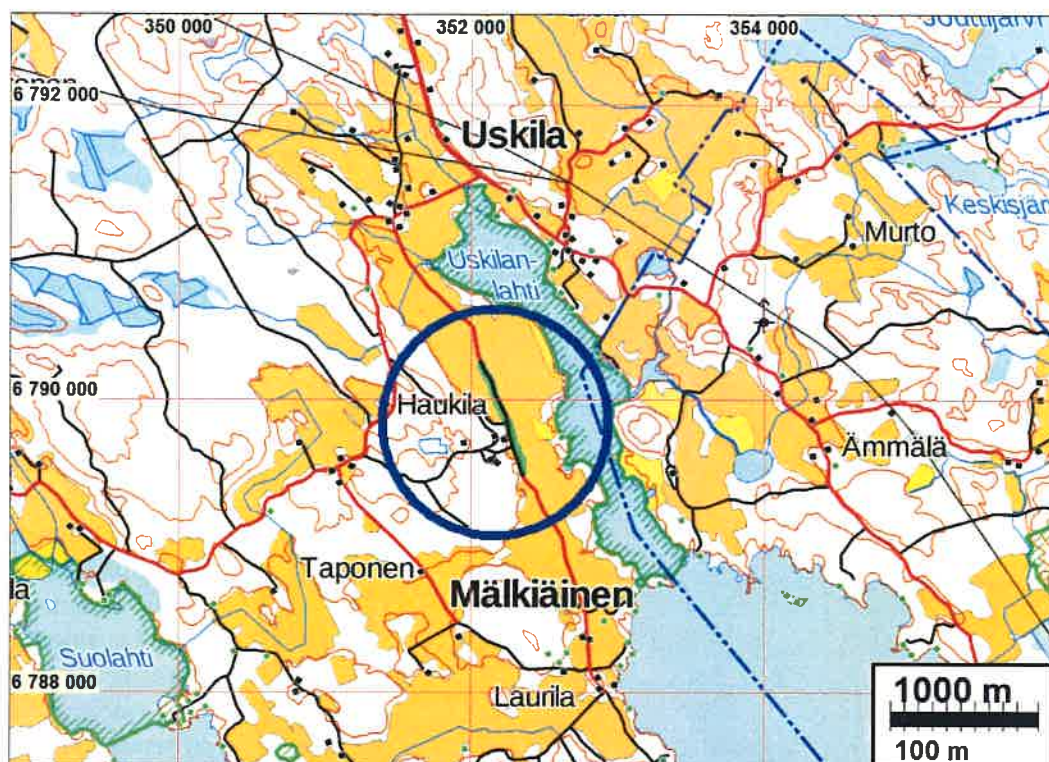 350 000
352 000
354 000
6 792 000
Uskila
Keskisjär
Murto
Uskilan-
lahti
6 790 000
Haukila
Ämmälä
Taponen
Mälkiäinen
la
Suolahti
6 788 000
Laurila
1000 m
100 m